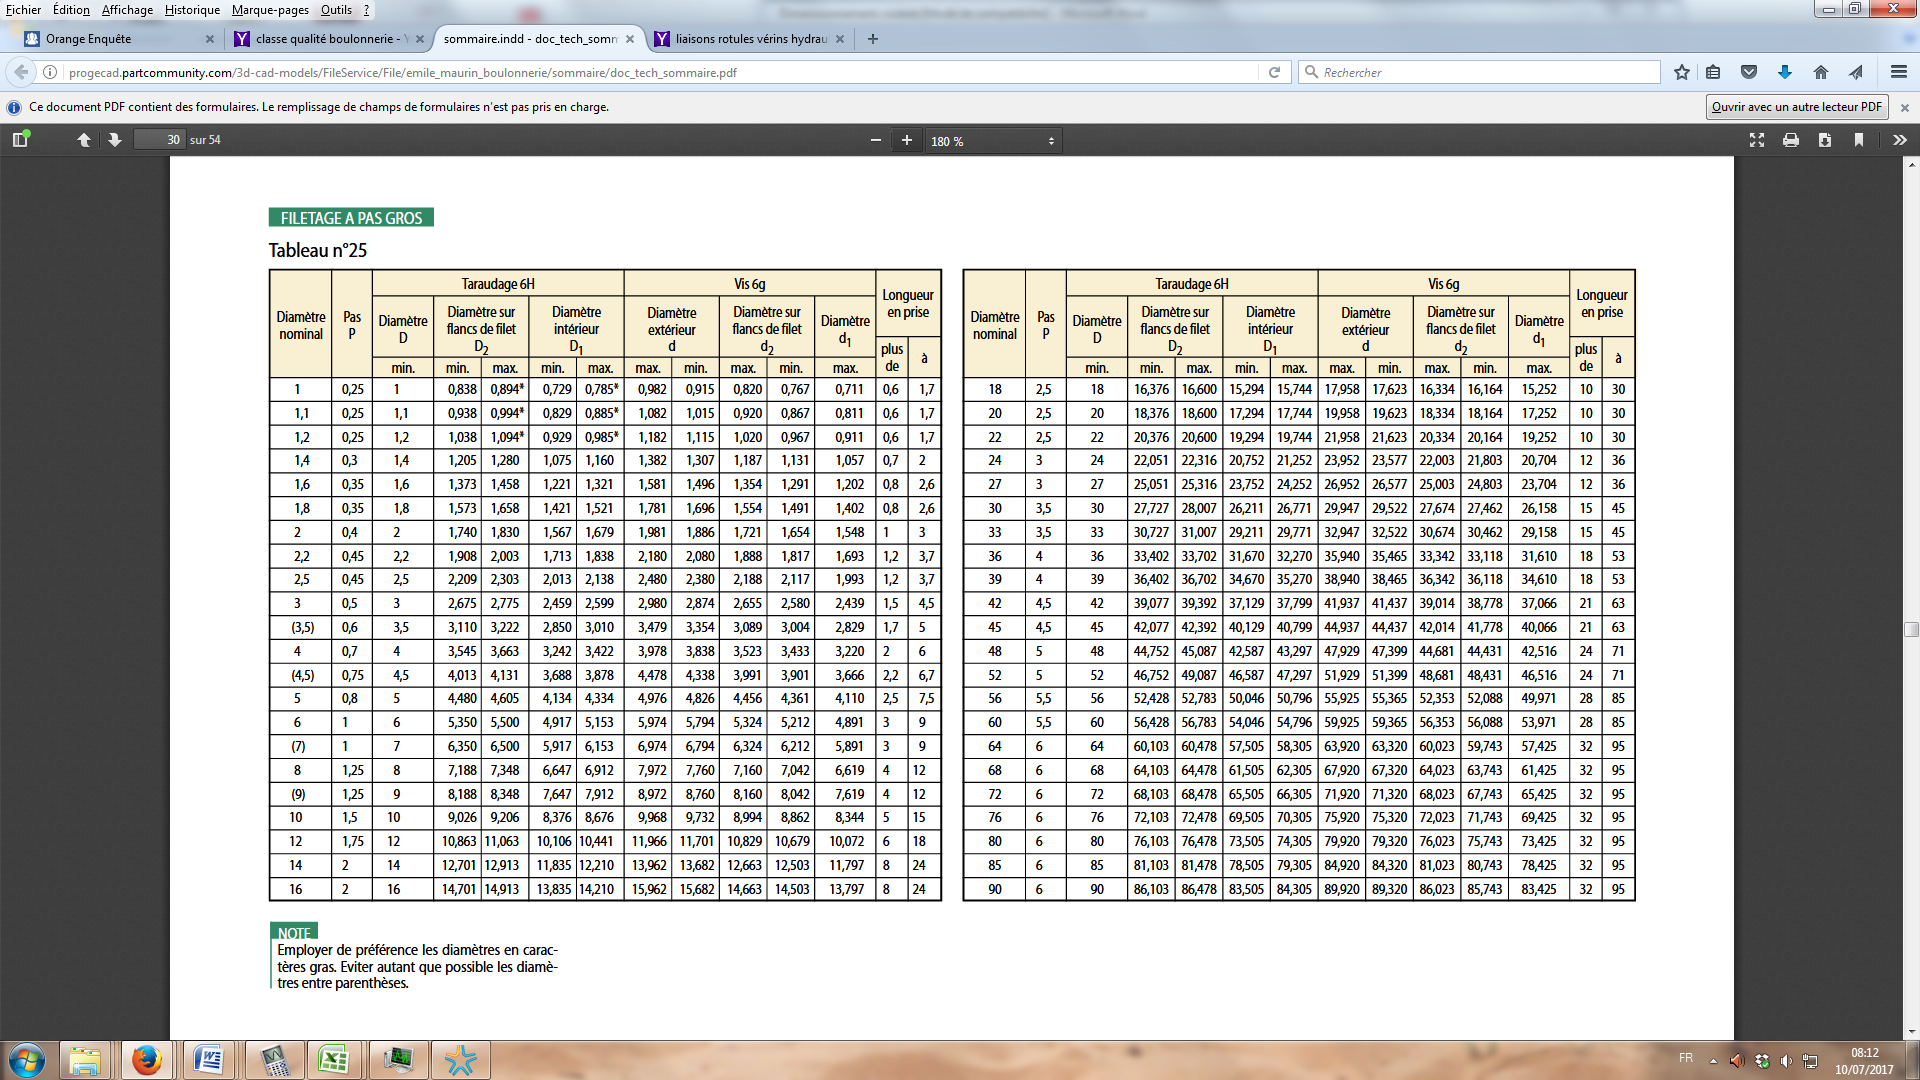 Fichier Édition Affichage Historique Marque-pages Outils ?
Orange Enquête
classe qualité boulonnerie -
sommaire.indd - doc_tech_somm
liaisons rotules vérins hydrau
progecad.partcommunity.com/3d-cad-models/FileService/File/emile_maurin_boulonnerie/sommaire/doc_tech_sommaire.pdf
Rechercher
Ce document PDF contient des formulaires. Le remplissage de champs de formulaires n'est pas pris en charge.
Ouvrir avec un autre lecteur PDF
30 sur 54
180 %
FILETAGE A PAS GROS
Tableau n°25
Diamètre nominal Pas P Taraudage 6H Vis 6g Longueur en prise
Diamètre D Diamètre sur flancs de filet D2 Diamètre intérieur D1 Diamètre extérieur d Diamètre sur flancs de filet d2 Diamètre d1 plus de à
min. min. max. min. max. max. min. max. min. max.
1 0,25 1 0,838 0,894* 0,729 0,785* 0,982 0,915 0,820 0,767 0,711 0,6 1,7
1,1 0,25 1,1 0,938 0,994* 0,829 0,885* 1,082 1,015 0,920 0,867 0,811 0,6 1,7
1,2 0,25 1,2 1,038 1,094* 0,929 0,985* 1,182 1,115 1,020 0,967 0,911 0,6 1,7
1,4 0,3 1,4 1,205 1,280 1,075 1,160 1,382 1,307 1,187 1,131 1,057 0,7 2
1,6 0,35 1,6 1,373 1,458 1,221 1,321 1,581 1,496 1,354 1,291 1,202 0,8 2,6
1,8 0,35 1,8 1,573 1,658 1,421 1,521 1,781 1,696 1,554 1,491 1,402 0,8 2,6
2 0,4 2 1,740 1,830 1,567 1,679 1,981 1,886 1,721 1,654 1,548 1 3
2,2 0,45 2,2 1,908 2,003 1,713 1,838 2,180 2,080 1,888 1,817 1,693 1,2 3,7
2,5 0,45 2,5 2,209 2,303 2,013 2,138 2,480 2,380 2,188 2,117 1,993 1,2 3,7
3 0,5 3 2,675 2,775 2,459 2,599 2,980 2,874 2,655 2,580 2,439 1,5 4,5
(3,5) 0,6 3,5 3,110 3,222 2,850 3,010 3,479 3,354 3,089 3,004 2,829 1,7 5
4 0,7 4 3,545 3,663 3,242 3,422 3,978 3,838 3,523 3,433 3,220 2 6
(4,5) 0,75 4,5 4,013 4,131 3,688 3,878 4,478 4,338 3,991 3,901 3,666 2,2 6,7
5 0,8 5 4,480 4,605 4,134 4,334 4,976 4,826 4,456 4,361 4,110 2,5 7,5
6 1 6 5,350 5,500 4,917 5,153 5,974 5,794 5,324 5,212 4,891 3 9
(7) 1 7 6,350 6,500 5,917 6,153 6,974 6,794 6,324 6,212 5,891 3 9
8 1,25 8 7,188 7,348 6,647 6,912 7,972 7,760 7,160 7,042 6,619 4 12
(9) 1,25 9 8,188 8,348 7,647 7,912 8,972 8,760 8,160 8,042 7,619 4 12
10 1,5 10 9,026 9,206 8,376 8,676 9,968 9,732 8,994 8,862 8,344 5 15
12 1,75 12 10,863 11,063 10,106 10,441 11,966 11,701 10,829 10,679 10,072 6 18
14 2 14 12,701 12,913 11,835 12,210 13,962 13,682 12,663 12,503 11,797 8 24
16 2 16 14,701 14,913 13,835 14,210 15,962 15,682 14,663 14,503 13,797 8 24
Diamètre nominal Pas P Taraudage 6H Vis 6g Longueur en prise
Diamètre D Diamètre sur flancs de filet D2 Diamètre intérieur D1 Diamètre extérieur d Diamètre sur flancs de filet d2 Diamètre d1 plus de à
min. min. max. min. max. max. min. max. min. max.
18 2,5 18 16,376 16,600 15,294 15,744 17,958 17,623 16,334 16,164 15,252 10 30
20 2,5 20 18,376 18,600 17,294 17,744 19,958 19,623 18,334 18,164 17,252 10 30
22 2,5 22 20,376 20,600 19,294 19,744 21,958 21,623 20,334 20,164 19,252 10 30
24 3 24 22,051 22,316 20,752 21,252 23,952 23,577 22,003 21,803 20,704 12 36
27 3 27 25,051 25,316 23,752 24,252 26,952 26,577 25,003 24,803 23,704 12 36
30 3,5 30 27,727 28,007 26,211 26,771 29,947 29,522 27,674 27,462 26,158 15 45
33 3,5 33 30,727 31,007 29,211 29,771 32,947 32,522 30,674 30,462 29,158 15 45
36 4 36 33,402 33,702 31,670 32,270 35,940 35,465 33,342 33,118 31,610 18 53
39 4 39 36,402 36,702 34,670 35,270 38,940 38,465 36,342 36,118 34,610 18 53
42 4,5 42 39,077 39,392 37,129 37,799 41,937 41,437 39,014 38,778 37,066 21 63
45 4,5 45 42,077 42,392 40,129 40,799 44,937 44,437 42,014 41,778 40,066 21 63
48 5 48 44,752 45,087 42,587 43,297 47,929 47,399 44,681 44,431 42,516 24 71
52 5 52 46,752 49,087 46,587 47,297 51,929 51,399 48,681 48,431 46,516 24 71
56 5,5 56 52,428 52,783 50,046 50,796 55,925 55,365 52,353 52,088 49,971 28 85
60 5,5 60 56,428 56,783 54,046 54,796 59,925 59,365 56,353 56,088 53,971 28 85
64 6 64 60,103 60,478 57,505 58,305 63,920 63,320 60,023 59,743 57,425 32 95
68 6 68 64,103 64,478 61,505 62,305 67,920 67,320 64,023 63,743 61,425 32 95
72 6 72 68,103 68,478 65,505 66,305 71,920 71,320 68,023 67,743 65,425 32 95
76 6 76 72,103 72,478 69,505 70,305 75,920 75,320 72,023 71,743 69,425 32 95
80 6 80 76,103 76,478 73,505 74,305 79,920 79,320 76,023 75,743 73,425 32 95
85 6 85 81,103 81,478 78,505 79,305 84,920 84,320 81,023 80,743 78,425 32 95
90 6 90 86,103 86,478 83,505 84,305 89,920 89,320 86,023 85,743 83,425 32 95
NOTE
Employer de préférence les diamètres en carac-
tères gras. Eviter autant que possible les diamè-
tres entre parenthèses.
FR
08:12
10/07/2017